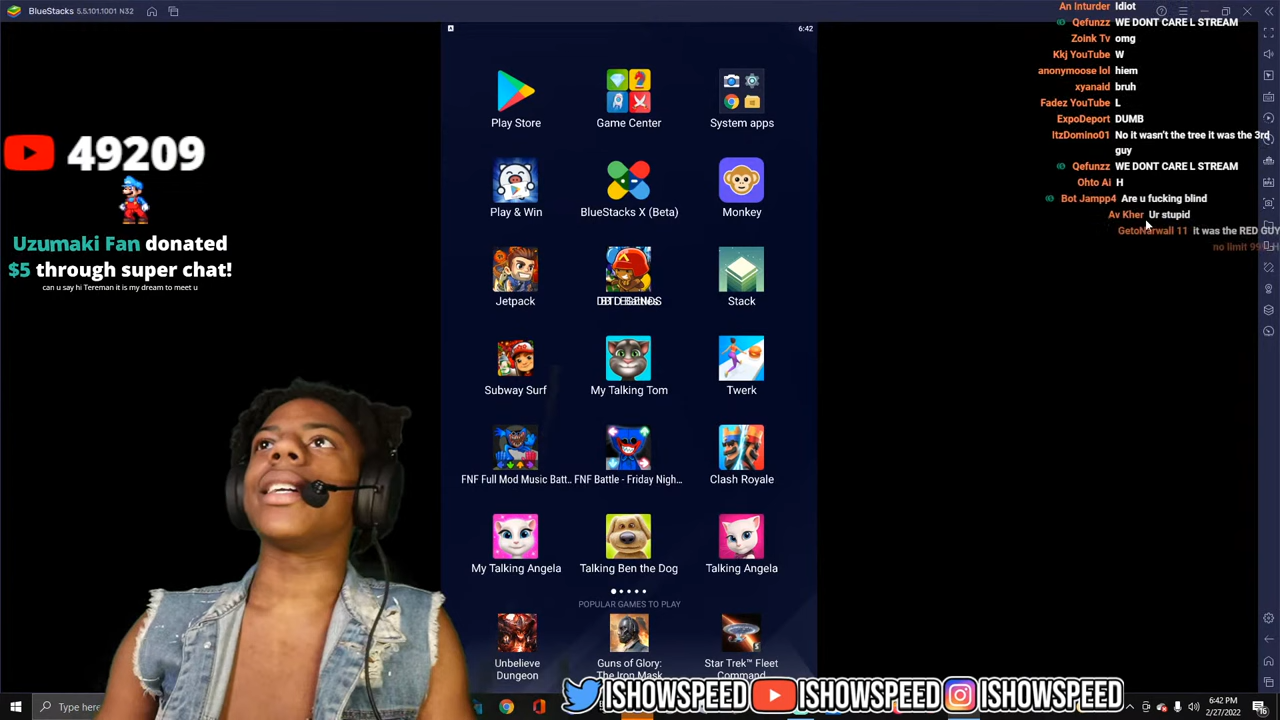 BlueStacks 5.5.101.1001 N32
6:42
49209
Uzumaki Fan donated
$5 through super chat!
can u say hi Tereman it is my dream to meet u
Play Store
Game Center
System apps
Play & Win
BlueStacks X (Beta)
Monkey
Jetpack
Stack
Subway Surf
My Talking Tom
Twerk
FNF Full Mod Music Batt..
FNF Battle - Friday Nigh...
Clash Royale
My Talking Angela
Talking Ben the Dog
Talking Angela
POPULAR GAMES TO PLAY
Unbelieve
Dungeon
Guns of Glory:
The Iron Mask
Star Trek™ Fleet
Command
An Inturder Idiot
Qefunzz WE DONT CARE L STREAM
Zoink Tv omg
Kkj YouTube W
anonymoose lol hiem
xyanaid bruh
Fadez YouTube L
ExpoDeport DUMB
ItzDomino01 No it wasn't the tree it was the 3rd
guy
Qefunzz WE DONT CARE L STREAM
Ohto Ai H
Bot Jampp4 Are u fucking blind
Av Kher Ur stupid
GetoNarwall 11 it was the RED GUY
no limit
ISHOWSPEED ISHOWSPEED ISHOWSPEED
Type here
6:42 PM
2/27/2022